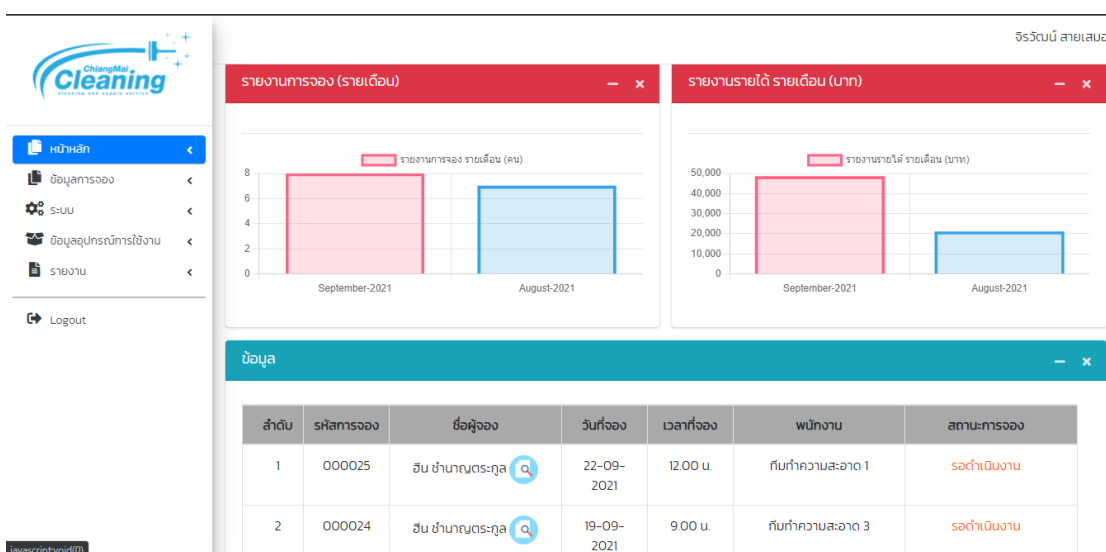 จิรวัฒน์ สายเสมอ
ChiangMai
Cleaning
cleaning and supply service
หน้าหลัก
ข้อมูลการจอง
ระบบ
ข้อมูลอุปกรณ์การใช้งาน
รายงาน
Logout
รายงานการจอง (รายเดือน)
รายงานการจอง รายเดือน (คน)
8
6
4
2
0
September-2021 August-2021
รายงานรายได้ รายเดือน (บาท)
รายงานรายได้ รายเดือน (บาท)
50,000
40,000
30,000
20,000
10,000
0
September-2021 August-2021
ข้อมูล
ลำดับ รหัสการจอง ชื่อผู้จอง วันที่จอง เวลาที่จอง พนักงาน สถานะการจอง
1 000025 ฮีน ชำนาญตระกูล 22-09- 12.00 น. ทีมทำความสะอาด 1 รอดำเนินงาน
2021
2 000024 ฮีน ชำนาญตระกูล 19-09- 9.00 น. ทีมทำความสะอาด 3 รอดำเนินงาน
2021
javascript:void(0)